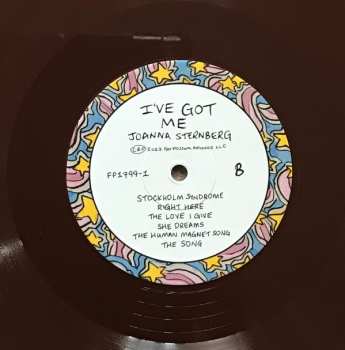 I'VE GOT
ME
JOANNA STERNBERG
℗ & © 2023 FAT POSSUM RECORDS LLC
FP1799-1
B
STOCKHOLM SYNDROME
RIGHT HERE
THE LOVE I GIVE
SHE DREAMS
THE HUMAN MAGNET SONG
THE SONG